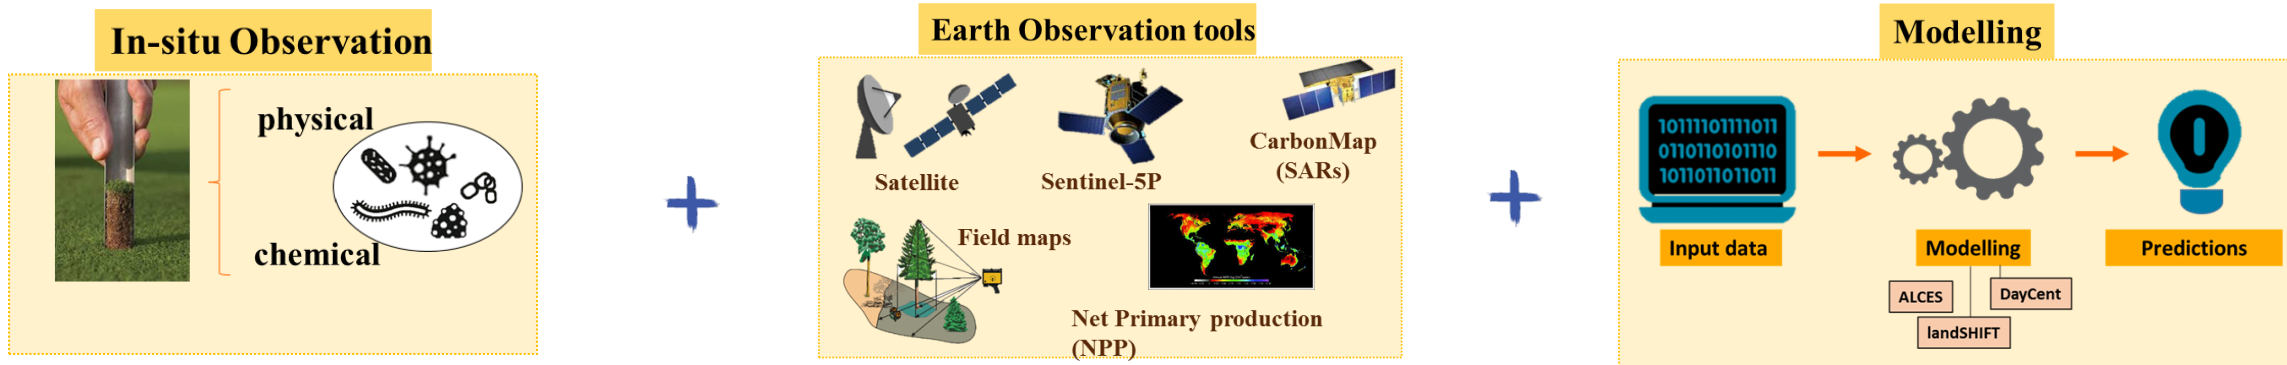 In-situ Observation
physical
chemical
Earth Observation tools
Satellite
Sentinel-5P
CarbonMap
(SARs)
Field maps
Net Primary production
(NPP)
Modelling
10111101111011
0110110101110
1011011011011
Input data
Modelling
Predictions
ALCES
DayCent
landSHIFT